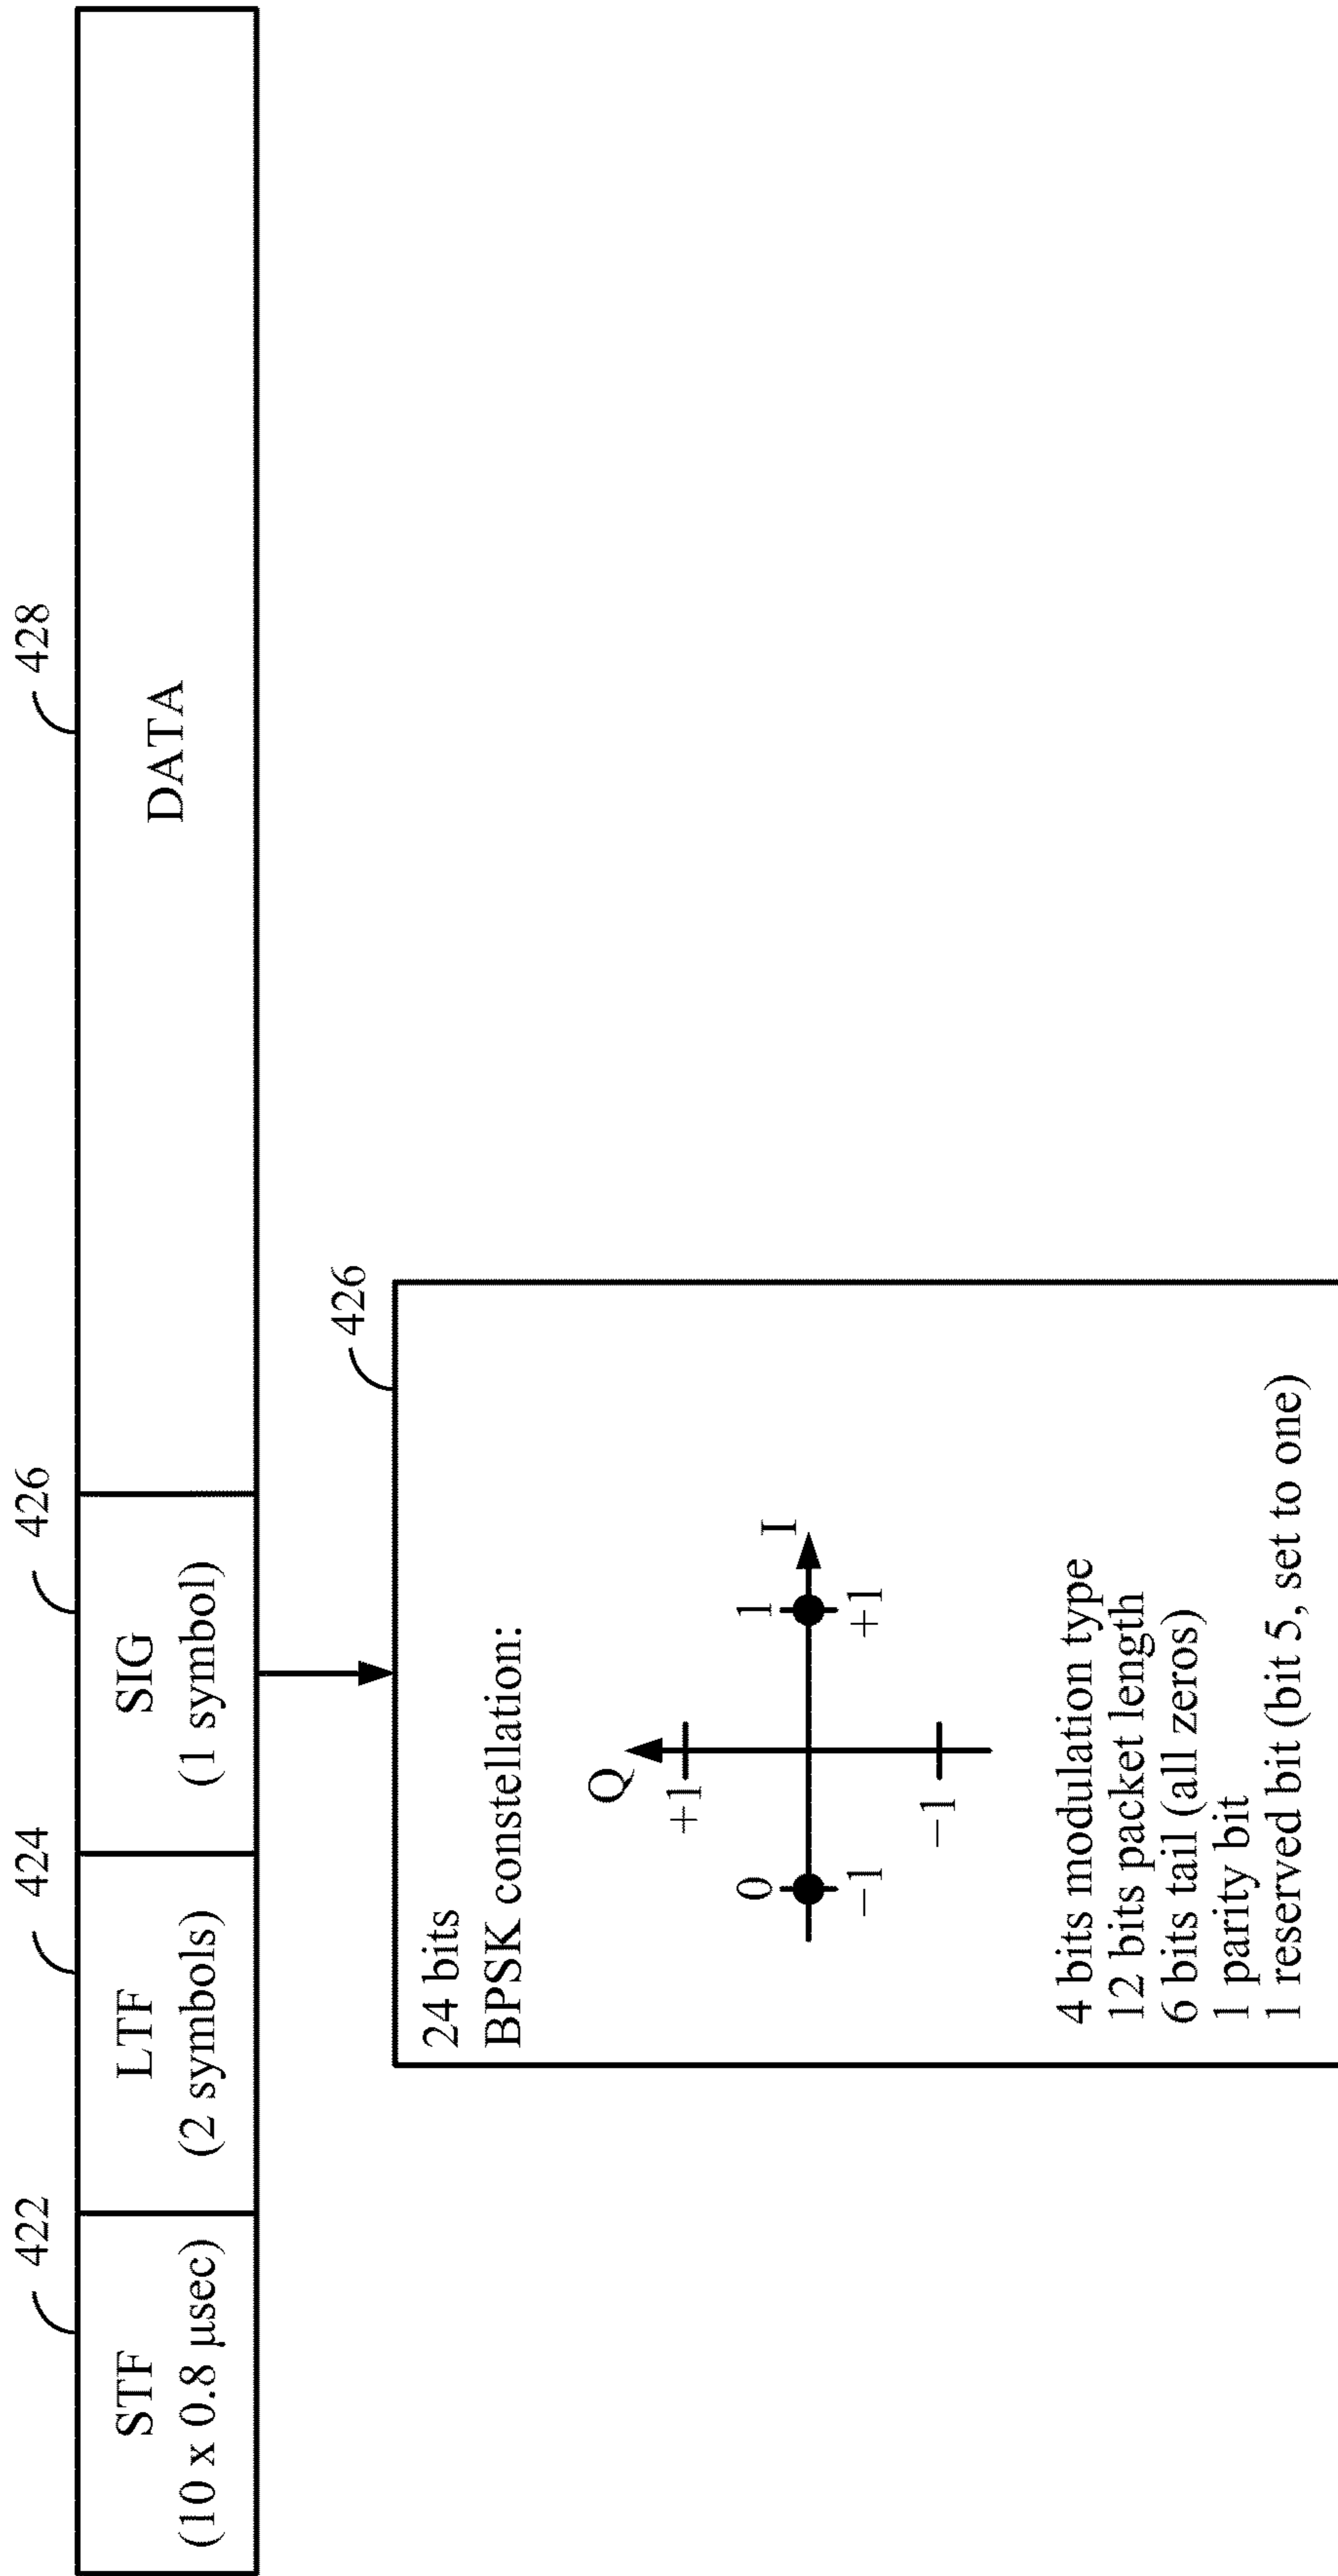 422
424
426
428
STF
(10 x 0.8 µsec)
LTF
(2 symbols)
SIG
(1 symbol)
DATA
426
24 bits
BPSK constellation:
Q
+1
0
1
I
−1
+1
−1
4 bits modulation type
12 bits packet length
6 bits tail (all zeros)
1 parity bit
1 reserved bit (bit 5, set to one)